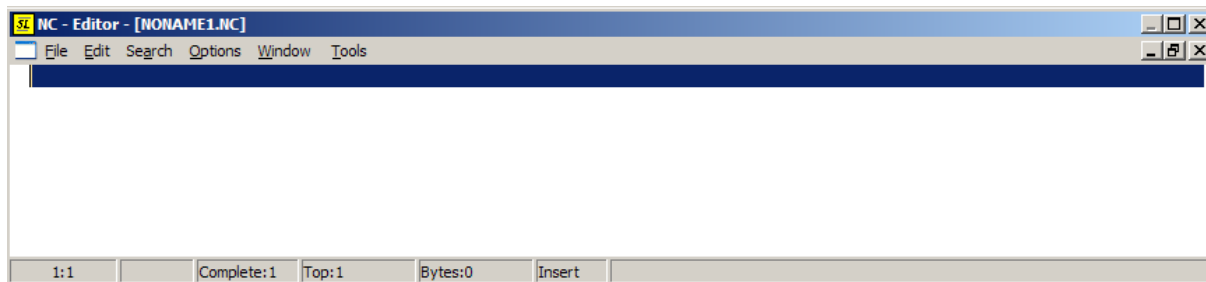 SL NC - Editor - [NONAME1.NC]
File Edit Search Options Window Tools
1:1 Complete:1 Top:1 Bytes:0 Insert